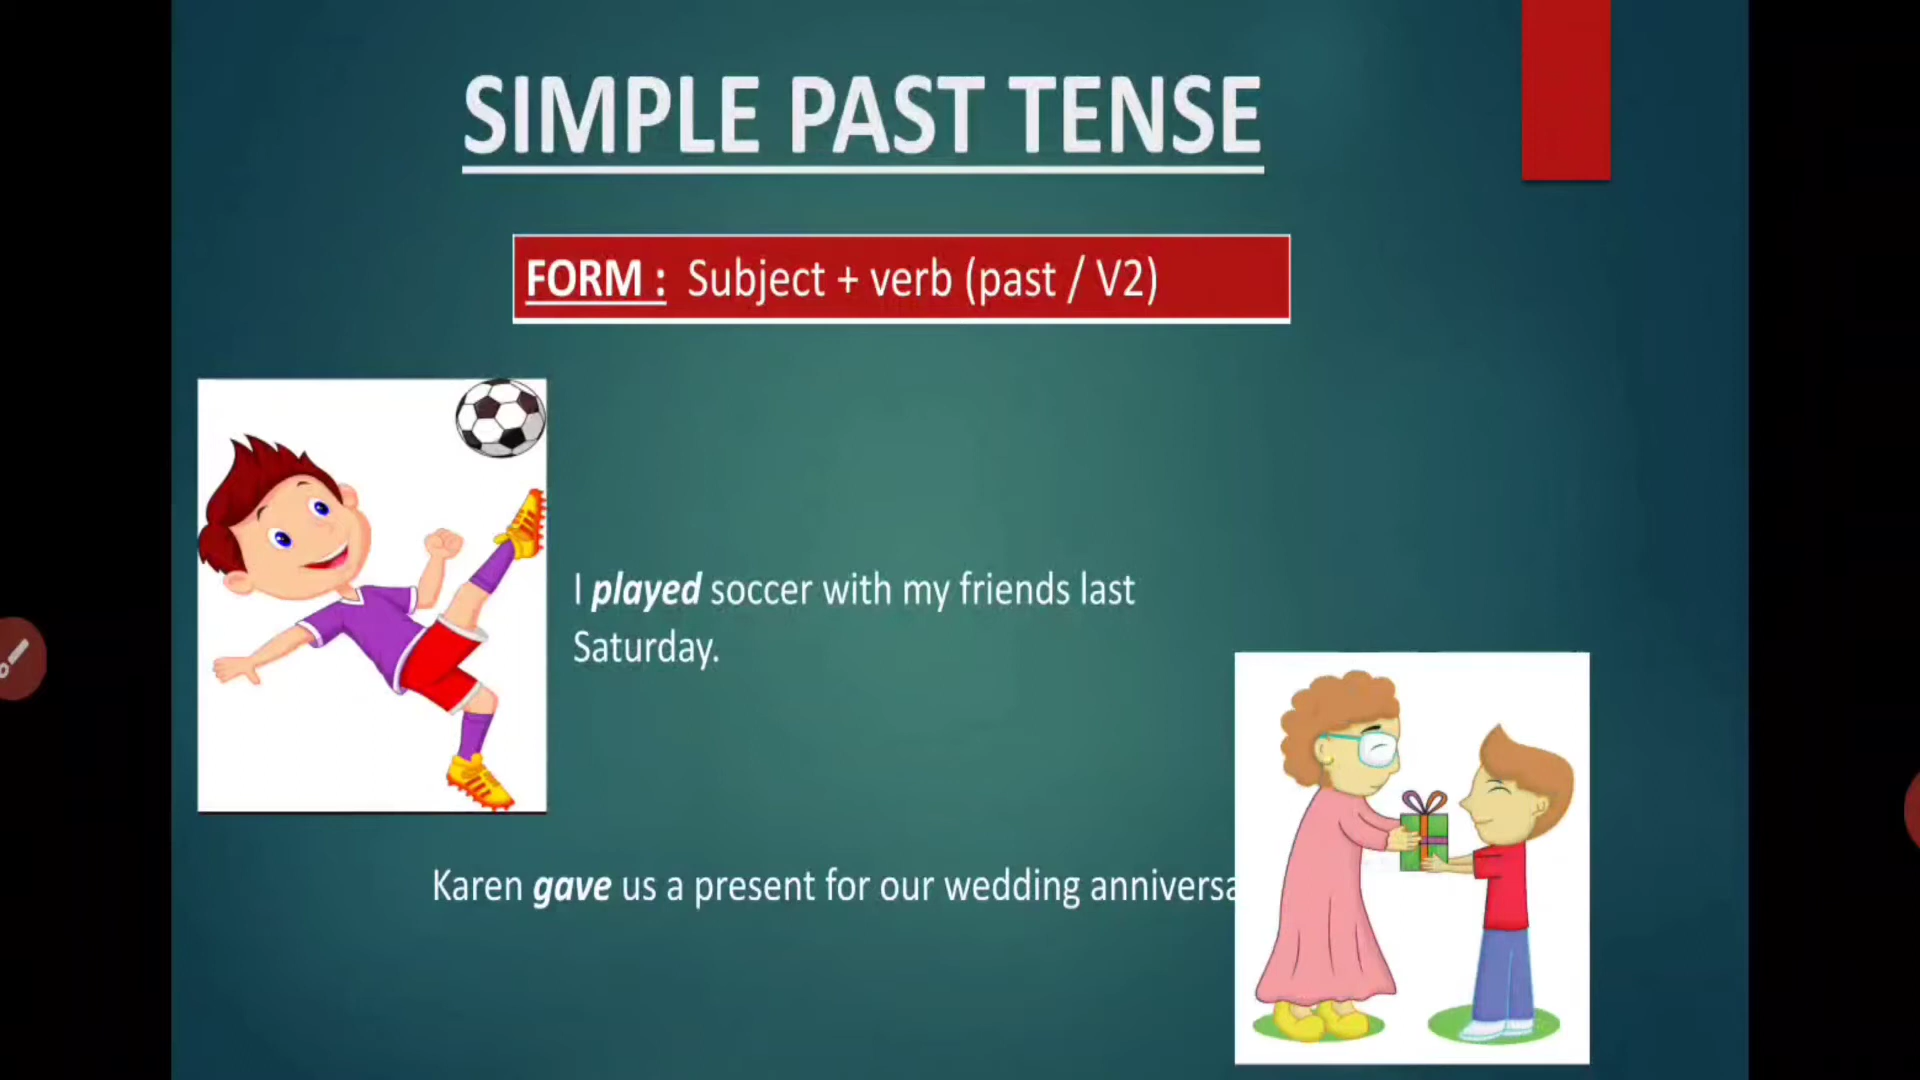 SIMPLE PAST TENSE
FORM : Subject + verb (past / V2)
I played soccer with my friends last
Saturday.
Karen gave us a present for our wedding anniversa